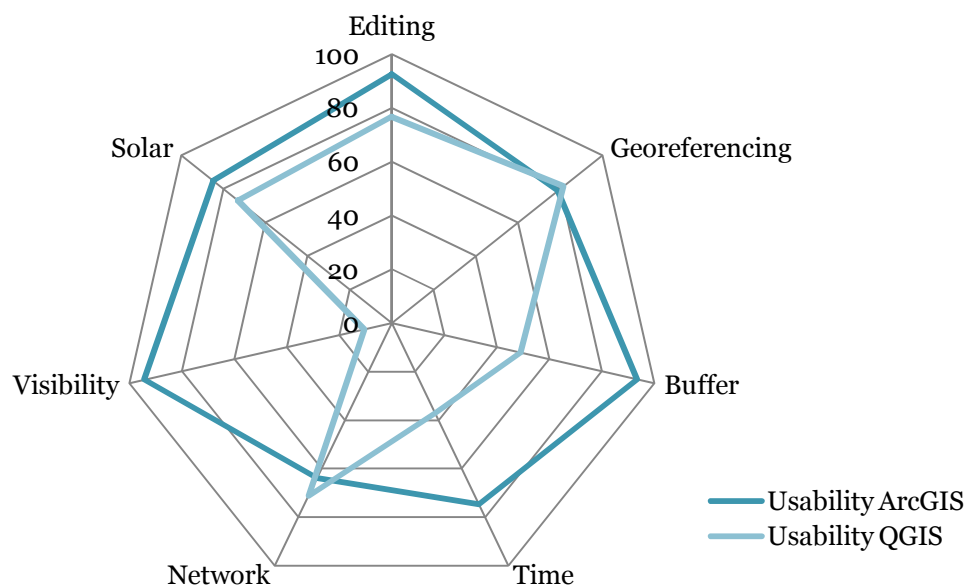 Editing
100
80
60
40
20
0
Solar
Georeferencing
Visibility
Buffer
Network
Time
Usability ArcGIS
Usability QGIS